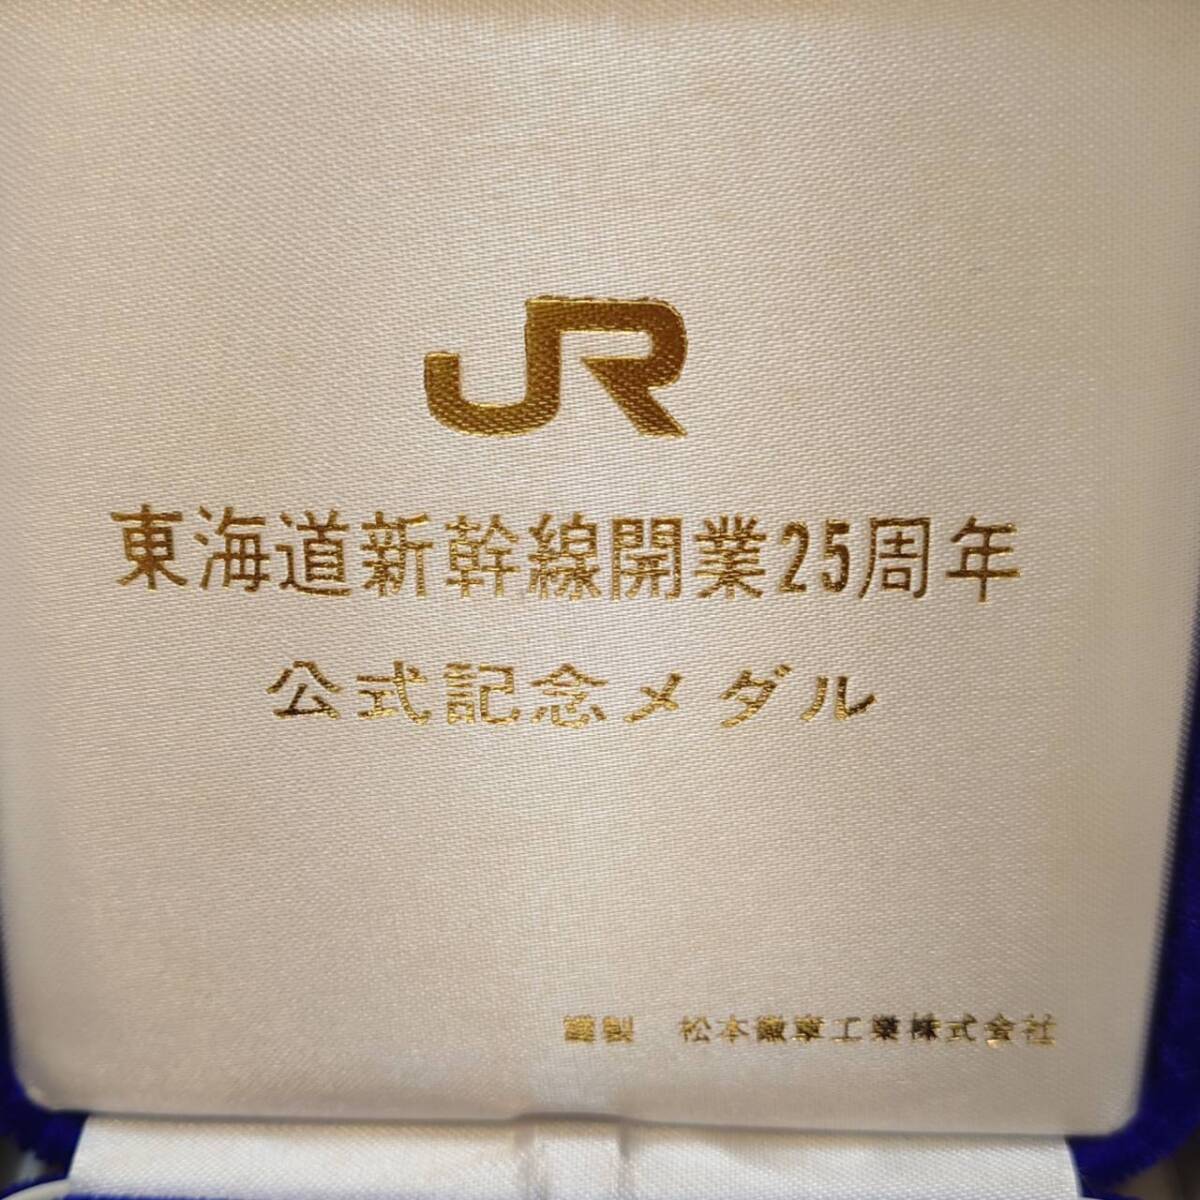 JR
東海道新幹線開業25周年
公式記念メダル
謹製 松本徽章工業株式会社